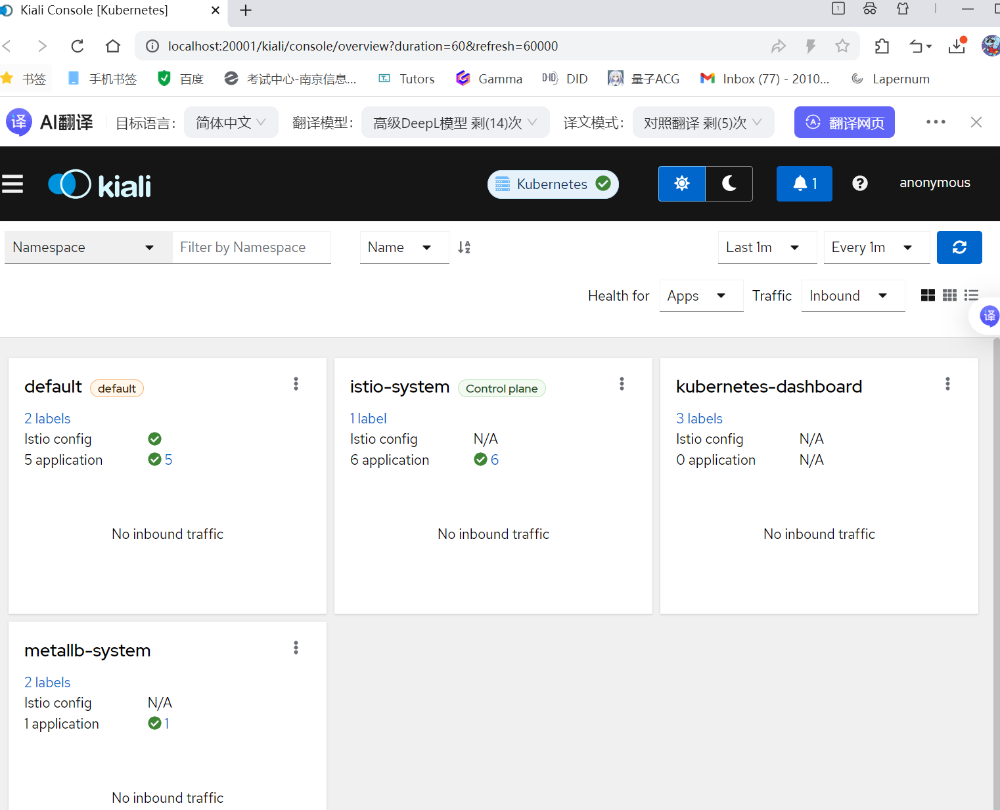 Kiali Console [Kubernetes]
1
localhost:20001/kiali/console/overview?duration=60&refresh=60000
书签 手机书签 百度 考试中心-南京信息... Tutors Gamma D·ID DID 量子ACG Inbox (77) - 2010... Lapernum
译 AI翻译 目标语言: 简体中文 翻译模型: 高级DeepL模型 剩(14)次 译文模式: 对照翻译 剩(5)次 翻译网页
kiali Kubernetes 1 anonymous
Namespace Filter by Namespace Name Last 1m Every 1m
Health for Apps Traffic Inbound
译
default default
2 labels
Istio config
5 application 5
No inbound traffic
istio-system Control plane
1 label
Istio config N/A
6 application 6
No inbound traffic
kubernetes-dashboard
3 labels
Istio config N/A
0 application N/A
No inbound traffic
metallb-system
2 labels
Istio config N/A
1 application 1
No inbound traffic